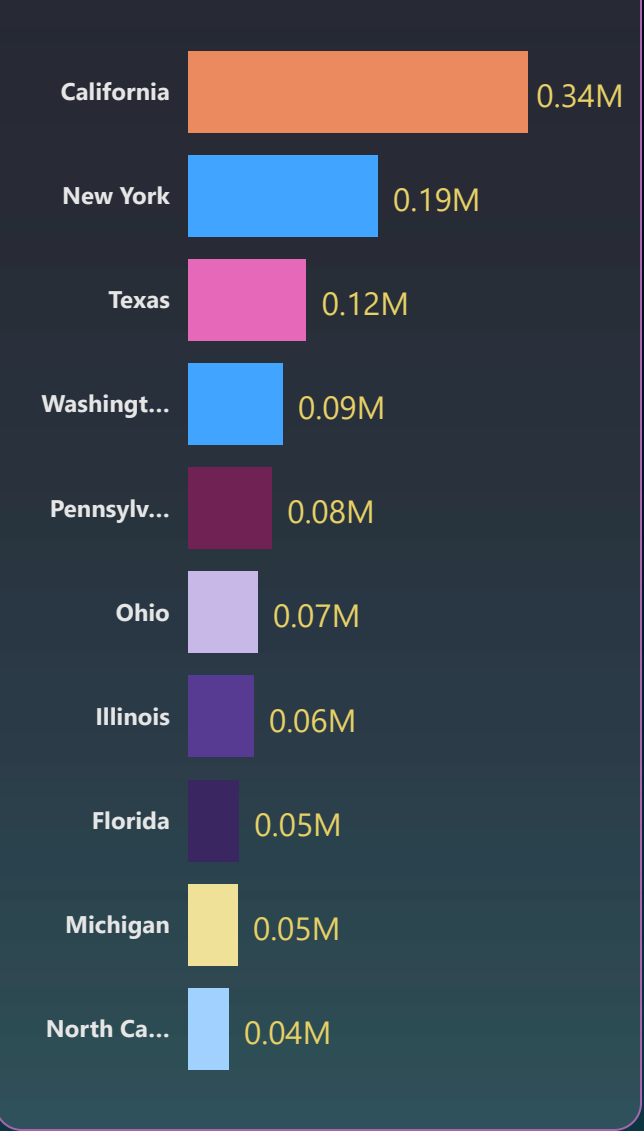 California 0.34M
New York 0.19M
Texas 0.12M
Washingt... 0.09M
Pennsylv... 0.08M
Ohio 0.07M
Illinois 0.06M
Florida 0.05M
Michigan 0.05M
North Ca... 0.04M